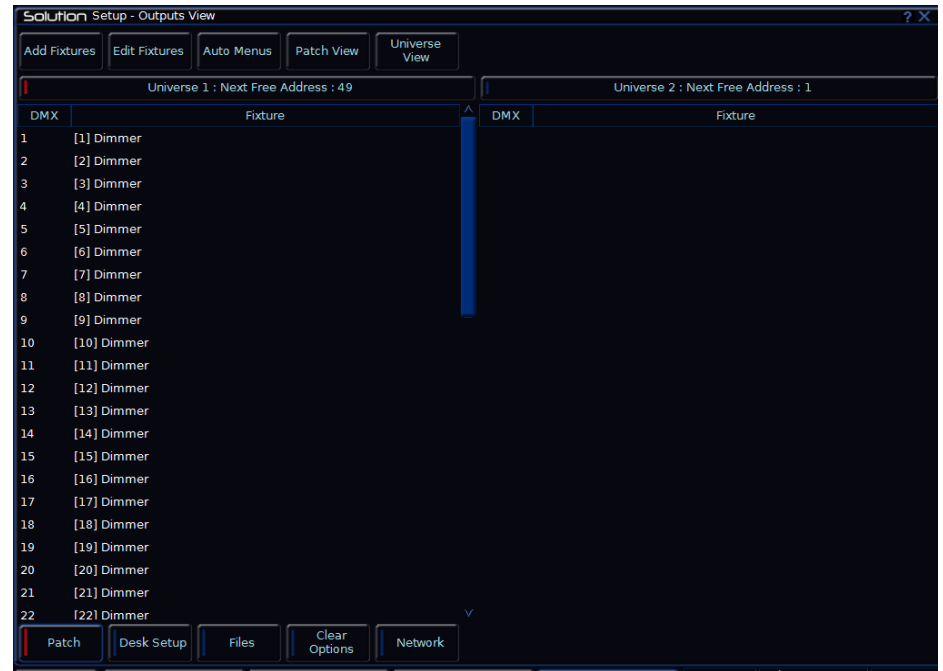 Solution Setup - Outputs View ? X
Add Fixtures Edit Fixtures Auto Menus Patch View Universe View
Universe 1 : Next Free Address : 49 Universe 2 : Next Free Address : 1
DMX Fixture DMX Fixture
1 [1] Dimmer
2 [2] Dimmer
3 [3] Dimmer
4 [4] Dimmer
5 [5] Dimmer
6 [6] Dimmer
7 [7] Dimmer
8 [8] Dimmer
9 [9] Dimmer
10 [10] Dimmer
11 [11] Dimmer
12 [12] Dimmer
13 [13] Dimmer
14 [14] Dimmer
15 [15] Dimmer
16 [16] Dimmer
17 [17] Dimmer
18 [18] Dimmer
19 [19] Dimmer
20 [20] Dimmer
21 [21] Dimmer
22 [22] Dimmer
Patch Desk Setup Files Clear Options Network